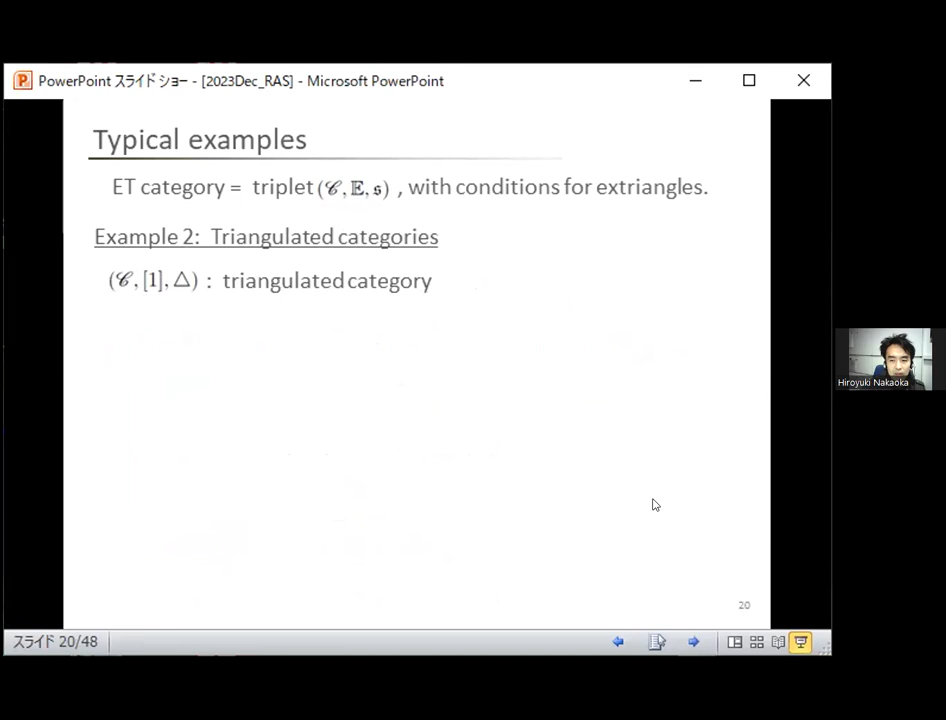 PowerPoint スライド ショー - [2023Dec_RAS] - Microsoft PowerPoint
Typical examples
ET category = triplet (𝒞, 𝔼, 𝔰) , with conditions for extriangles.
Example 2: Triangulated categories
(𝒞, [1], △) : triangulated category
Hiroyuki Nakaoka
20
スライド 20/48